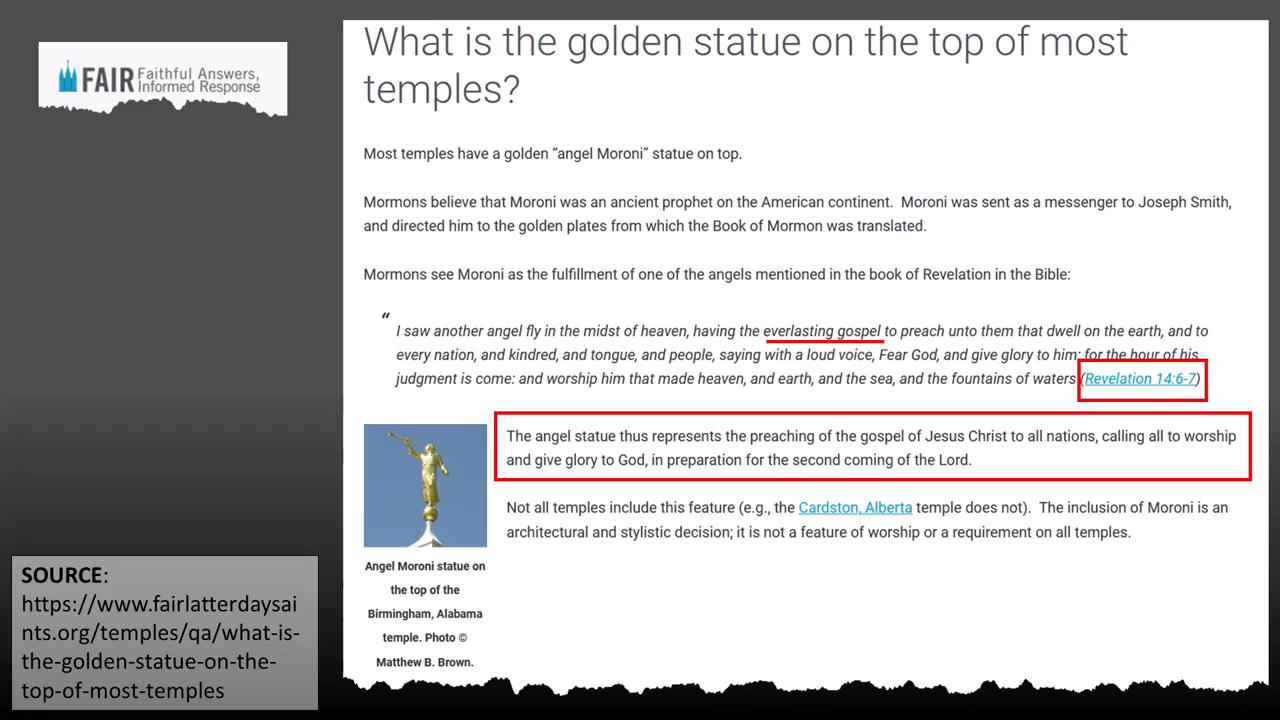 FAIR Faithful Answers,
Informed Response
What is the golden statue on the top of most
temples?
Most temples have a golden “angel Moroni” statue on top.
Mormons believe that Moroni was an ancient prophet on the American continent.  Moroni was sent as a messenger to Joseph Smith,
and directed him to the golden plates from which the Book of Mormon was translated.
Mormons see Moroni as the fulfillment of one of the angels mentioned in the book of Revelation in the Bible:
“
I saw another angel fly in the midst of heaven, having the everlasting gospel to preach unto them that dwell on the earth, and to
every nation, and kindred, and tongue, and people, saying with a loud voice, Fear God, and give glory to him; for the hour of his
judgment is come: and worship him that made heaven, and earth, and the sea, and the fountains of waters (Revelation 14:6-7)
The angel statue thus represents the preaching of the gospel of Jesus Christ to all nations, calling all to worship
and give glory to God, in preparation for the second coming of the Lord.
Not all temples include this feature (e.g., the Cardston, Alberta temple does not).  The inclusion of Moroni is an
architectural and stylistic decision; it is not a feature of worship or a requirement on all temples.
Angel Moroni statue on
the top of the
Birmingham, Alabama
temple. Photo ©
Matthew B. Brown.
SOURCE:
https://www.fairlatterdaysai
nts.org/temples/qa/what-is-
the-golden-statue-on-the-
top-of-most-temples